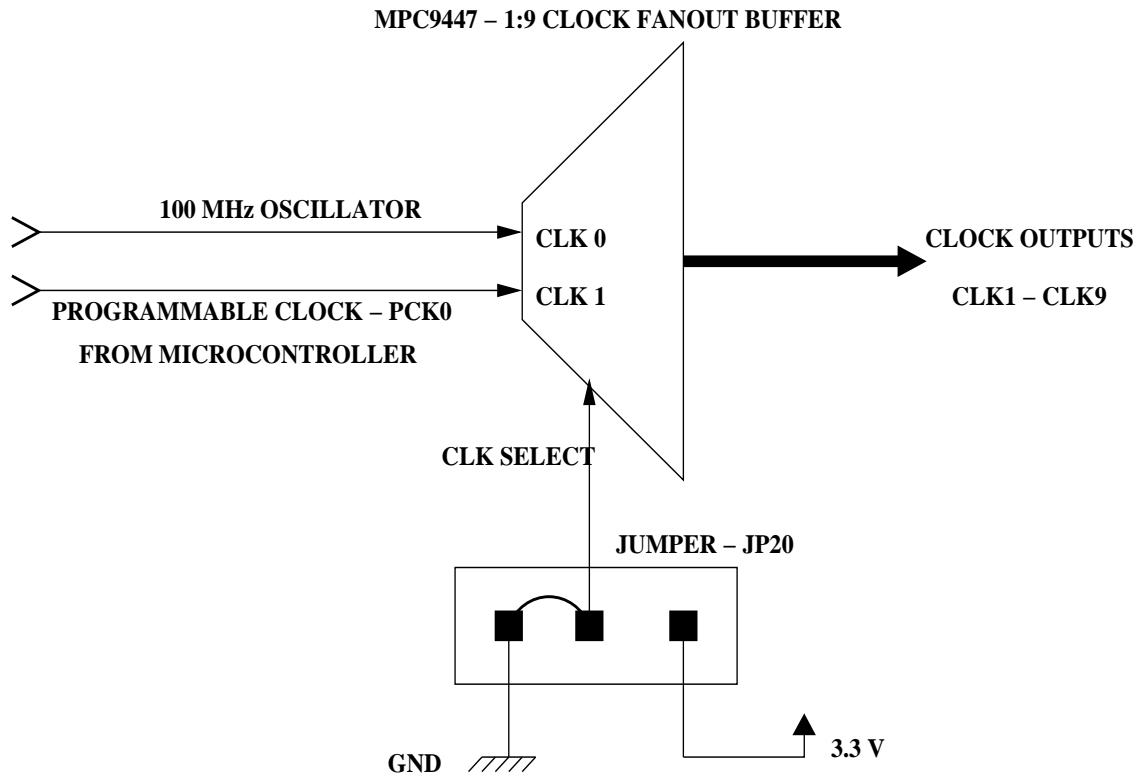 MPC9447 – 1:9 CLOCK FANOUT BUFFER
100 MHz OSCILLATOR
CLK 0
CLOCK OUTPUTS
CLK 1
CLK1 – CLK9
PROGRAMMABLE CLOCK – PCK0
FROM MICROCONTROLLER
CLK SELECT
JUMPER – JP20
GND
3.3 V